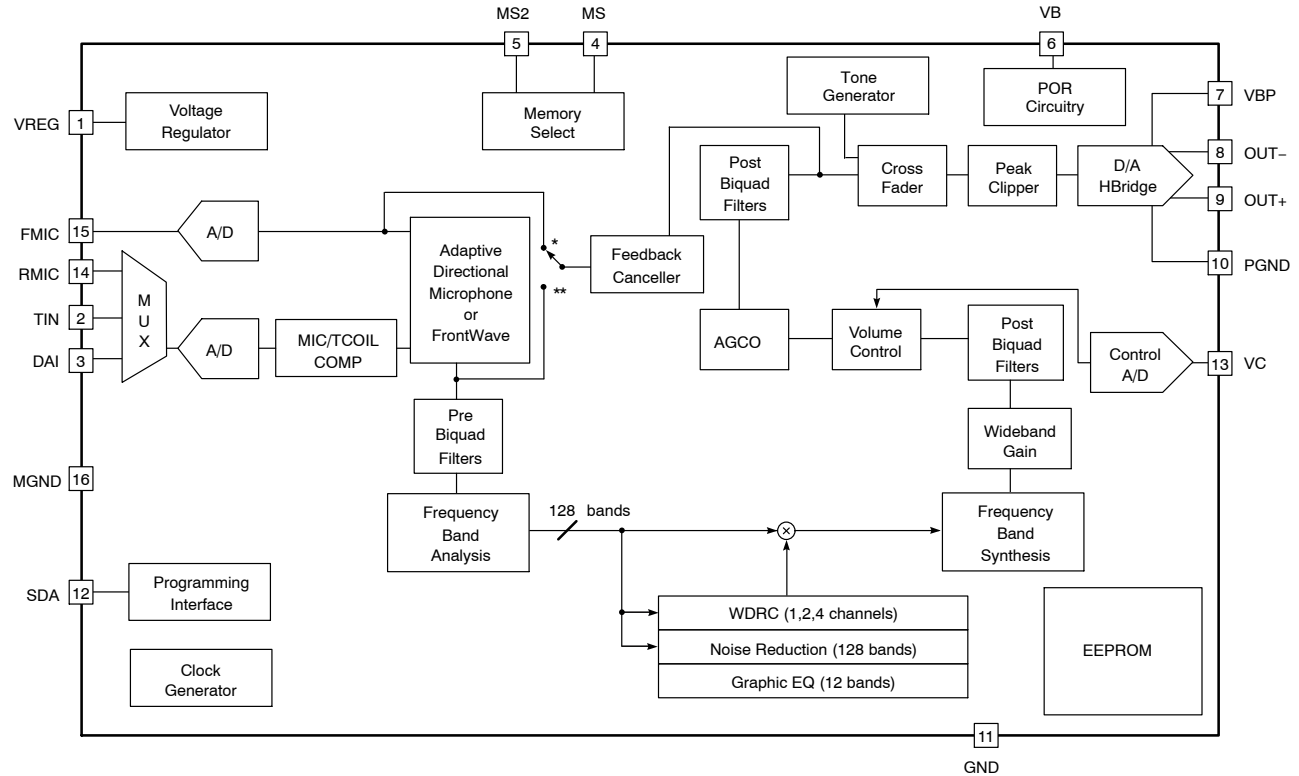 MS2 MS VB
5 4 6
Voltage
Regulator
Memory
Select
Tone
Generator
POR
Circuitry
VREG 1
7 VBP
8 OUT−
9 OUT+
10 PGND
Post
Biquad
Filters
Cross
Fader
Peak
Clipper
D/A
HBridge
FMIC 15
RMIC 14
TIN 2
DAI 3
MUX
A/D
A/D
MIC/TCOIL
COMP
Adaptive
Directional
Microphone
or
FrontWave
*
**
Feedback
Canceller
AGCO
Volume
Control
Post
Biquad
Filters
Control
A/D
13 VC
Pre
Biquad
Filters
Wideband
Gain
MGND 16
Frequency
Band
Analysis
128 bands
×
Frequency
Band
Synthesis
SDA 12
Programming
Interface
Clock
Generator
WDRC (1,2,4 channels)
Noise Reduction (128 bands)
Graphic EQ (12 bands)
EEPROM
11
GND